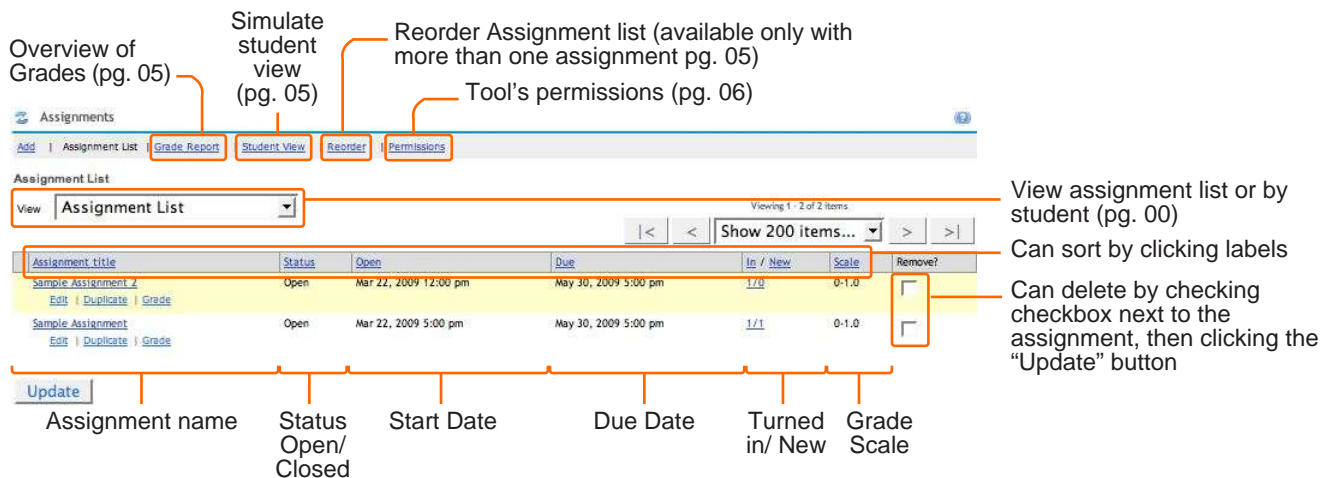 Simulate
student
view
(pg. 05)
Overview of
Grades (pg. 05)
Reorder Assignment list (available only with
more than one assignment pg. 05)
Tool's permissions (pg. 06)
Assignments
Add | Assignment List | Grade Report | Student View | Reorder | Permissions
Assignment List
View Assignment List
Viewing 1 - 2 of 2 items
|< < Show 200 items... > >|
View assignment list or by
student (pg. 00)
Can sort by clicking labels
Assignment title Status Open Due In / New Scale Remove?
Sample Assignment 2 Open Mar 22, 2009 12:00 pm May 30, 2009 5:00 pm 1/0 0-1.0
Edit | Duplicate | Grade
Sample Assignment Open Mar 22, 2009 5:00 pm May 30, 2009 5:00 pm 1/1 0-1.0
Edit | Duplicate | Grade
Can delete by checking
checkbox next to the
assignment, then clicking the
“Update” button
Update
Assignment name
Status
Open/
Closed
Start Date
Due Date
Turned
in/ New
Grade
Scale